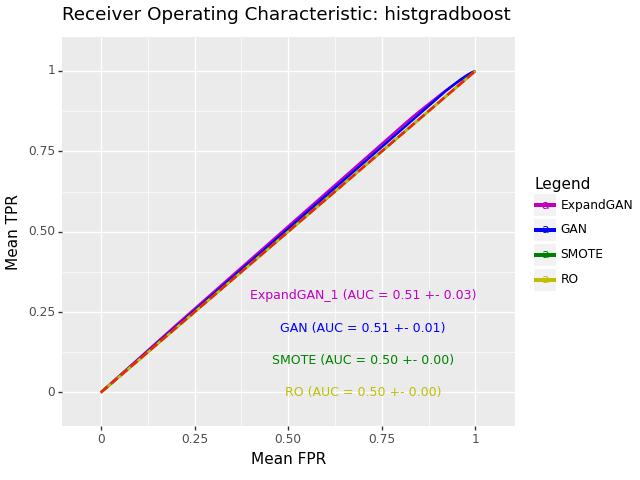 Receiver Operating Characteristic: histgradboost
1
0.75
0.50
0.25
0
Mean TPR
ExpandGAN_1 (AUC = 0.51 +- 0.03)
GAN (AUC = 0.51 +- 0.01)
SMOTE (AUC = 0.50 +- 0.00)
RO (AUC = 0.50 +- 0.00)
0 0.25 0.50 0.75 1
Mean FPR
Legend
a ExpandGAN
a GAN
a SMOTE
a RO